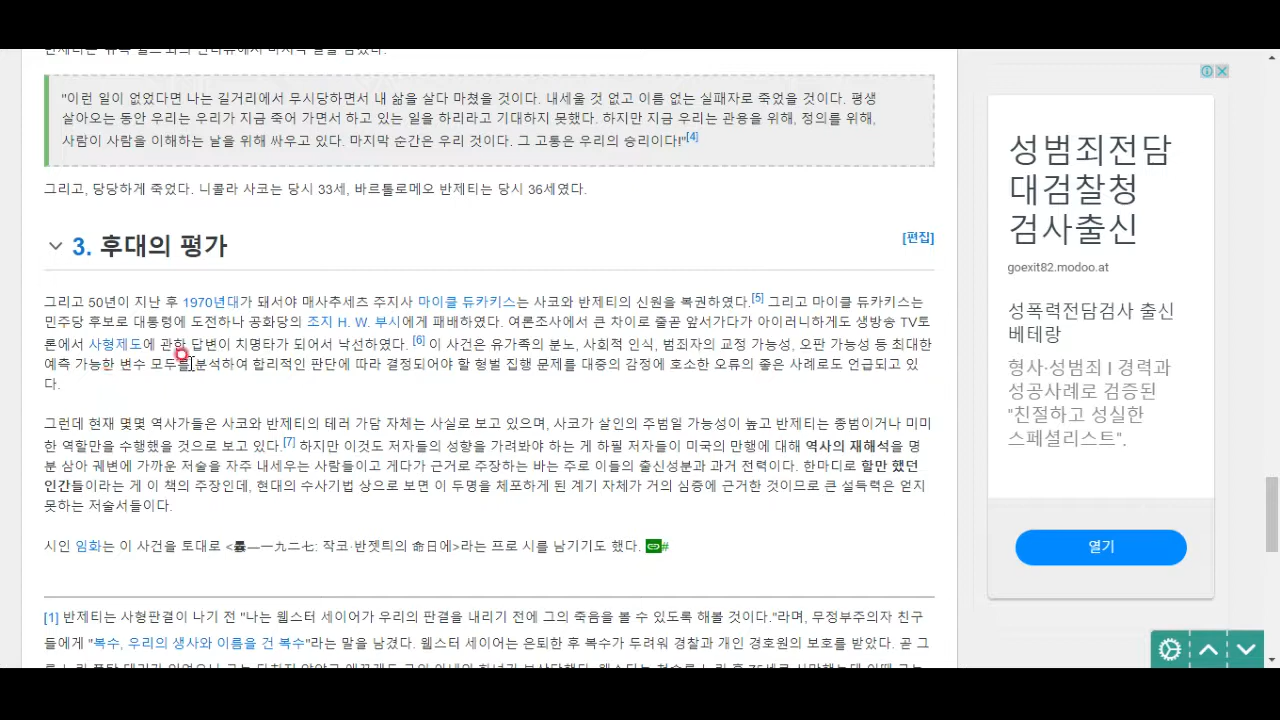 "이런 일이 없었다면 나는 길거리에서 무시당하면서 내 삶을 살다 마쳤을 것이다. 내세울 것 없고 이름 없는 실패자로 죽었을 것이다. 평생
살아오는 동안 우리는 우리가 지금 죽어 가면서 하고 있는 일을 하리라고 기대하지 못했다. 하지만 지금 우리는 관용을 위해, 정의를 위해,
사람이 사람을 이해하는 날을 위해 싸우고 있다. 마지막 순간은 우리 것이다. 그 고통은 우리의 승리이다!"[4]
그리고, 당당하게 죽었다. 니콜라 사코는 당시 33세, 바르톨로메오 반제티는 당시 36세였다.
3. 후대의 평가
[편집]
그리고 50년이 지난 후 1970년대가 돼서야 매사추세츠 주지사 마이클 듀카키스는 사코와 반제티의 신원을 복권하였다.[5] 그리고 마이클 듀카키스는
민주당 후보로 대통령에 도전하나 공화당의 조지 H. W. 부시에게 패배하였다. 여론조사에서 큰 차이로 줄곧 앞서가다가 아이러니하게도 생방송 TV토
론에서 사형제도에 관한 답변이 치명타가 되어서 낙선하였다. [6] 이 사건은 유가족의 분노, 사회적 인식, 범죄자의 교정 가능성, 오판 가능성 등 최대한
예측 가능한 변수 모두를 분석하여 합리적인 판단에 따라 결정되어야 할 형벌 집행 문제를 대중의 감정에 호소한 오류의 좋은 사례로도 언급되고 있
다.
그런데 현재 몇몇 역사가들은 사코와 반제티의 테러 가담 자체는 사실로 보고 있으며, 사코가 살인의 주범일 가능성이 높고 반제티는 종범이거나 미미
한 역할만을 수행했을 것으로 보고 있다.[7] 하지만 이것도 저자들의 성향을 가려봐야 하는 게 하필 저자들이 미국의 만행에 대해 역사의 재해석을 명
분 삼아 궤변에 가까운 저술을 자주 내세우는 사람들이고 게다가 근거로 주장하는 바는 주로 이들의 출신성분과 과거 전력이다. 한마디로 할만 했던
인간들이라는 게 이 책의 주장인데, 현대의 수사기법 상으로 보면 이 두명을 체포하게 된 계기 자체가 거의 심증에 근거한 것이므로 큰 설득력은 얻지
못하는 저술서들이다.
시인 임화는 이 사건을 토대로 <曇―一九二七: 작코·반젯틔의 命日에>라는 프로 시를 남기기도 했다. #
[1] 반제티는 사형판결이 나기 전 "나는 웹스터 세이어가 우리의 판결을 내리기 전에 그의 죽음을 볼 수 있도록 해볼 것이다."라며, 무정부주의자 친구
들에게 "복수, 우리의 생사와 이름을 건 복수"라는 말을 남겼다. 웹스터 세이어는 은퇴한 후 복수가 두려워 경찰과 개인 경호원의 보호를 받았다. 곧 그
성범죄전담
대검찰청
검사출신
goexit82.modoo.at
성폭력전담검사 출신
베테랑
형사·성범죄 I 경력과
성공사례로 검증된
"친절하고 성실한
스페셜리스트".
열기